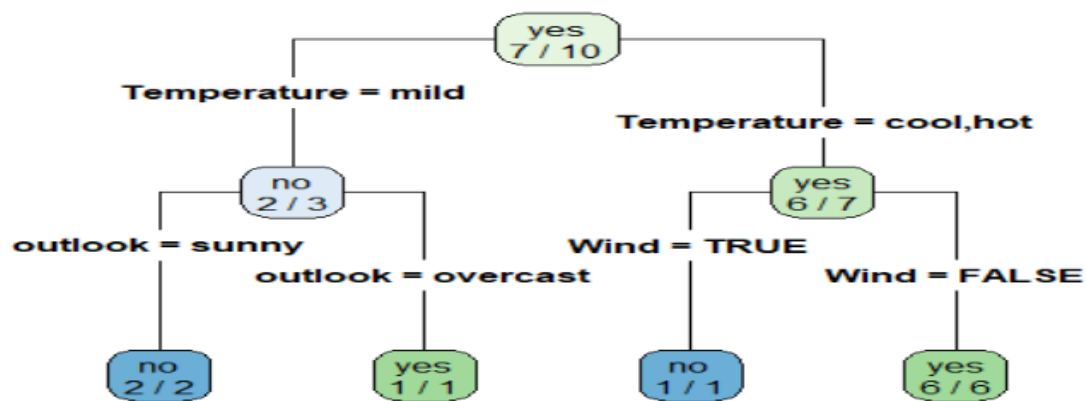 yes
7 / 10
Temperature = mild
Temperature = cool,hot
no
2 / 3
yes
6 / 7
outlook = sunny
outlook = overcast
Wind = TRUE
Wind = FALSE
no
2 / 2
yes
1 / 1
no
1 / 1
yes
6 / 6